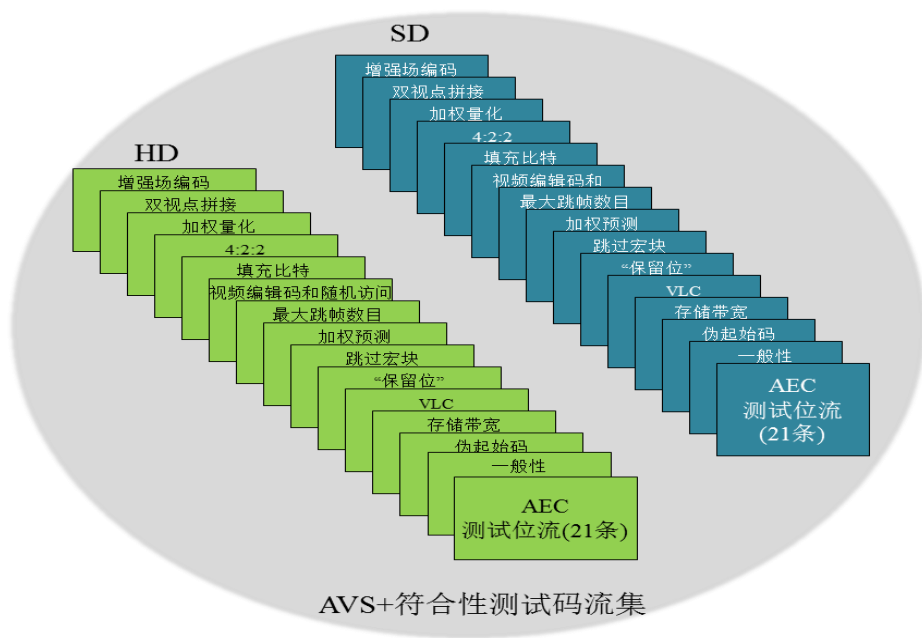 SD
增强场编码
双视点拼接
加权量化
4:2:2
填充比特
视频编辑码和
最大跳帧数目
加权预测
跳过宏块
“保留位”
VLC
存储带宽
伪起始码
一般性
AEC
测试位流
(21条)
HD
增强场编码
双视点拼接
加权量化
4:2:2
填充比特
视频编辑码和随机访问
最大跳帧数目
加权预测
跳过宏块
“保留位”
VLC
存储带宽
伪起始码
一般性
AEC
测试位流(21条)
AVS+符合性测试码流集